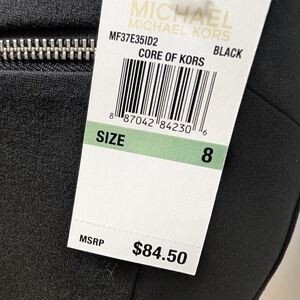 MICHAEL
MICHAEL KORS
MF37E35ID2
BLACK
CORE OF KORS
8 87042 84230 6
SIZE 8
MSRP $84.50